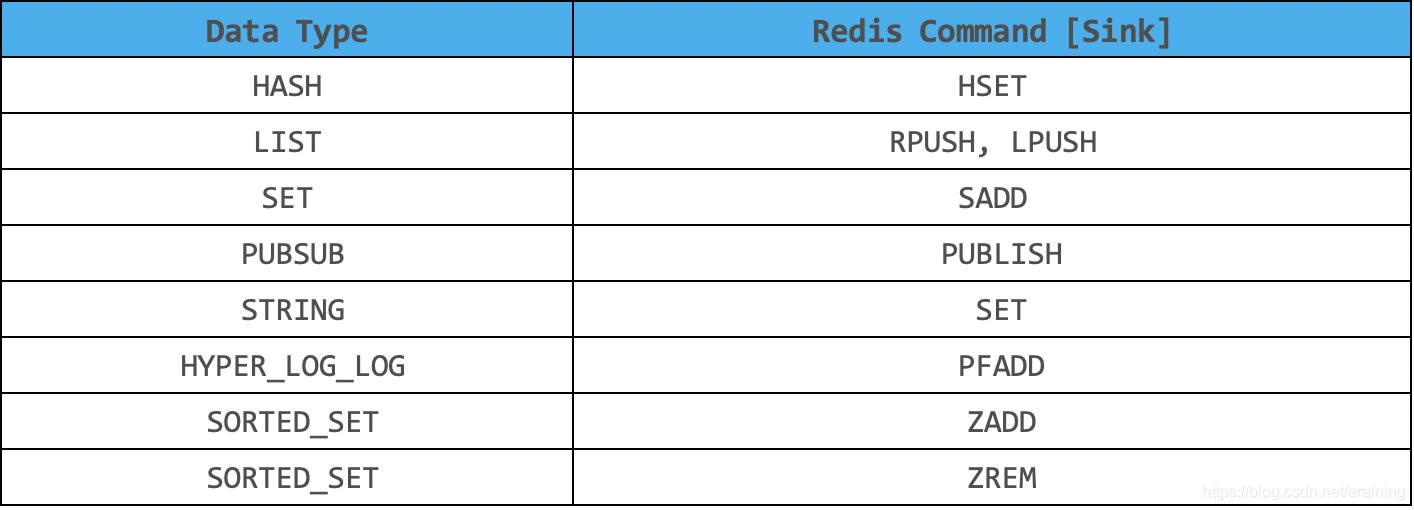 Data Type Redis Command [Sink]
HASH HSET
LIST RPUSH, LPUSH
SET SADD
PUBSUB PUBLISH
STRING SET
HYPER_LOG_LOG PFADD
SORTED_SET ZADD
SORTED_SET ZREM
https://blog.csdn.net/eraining